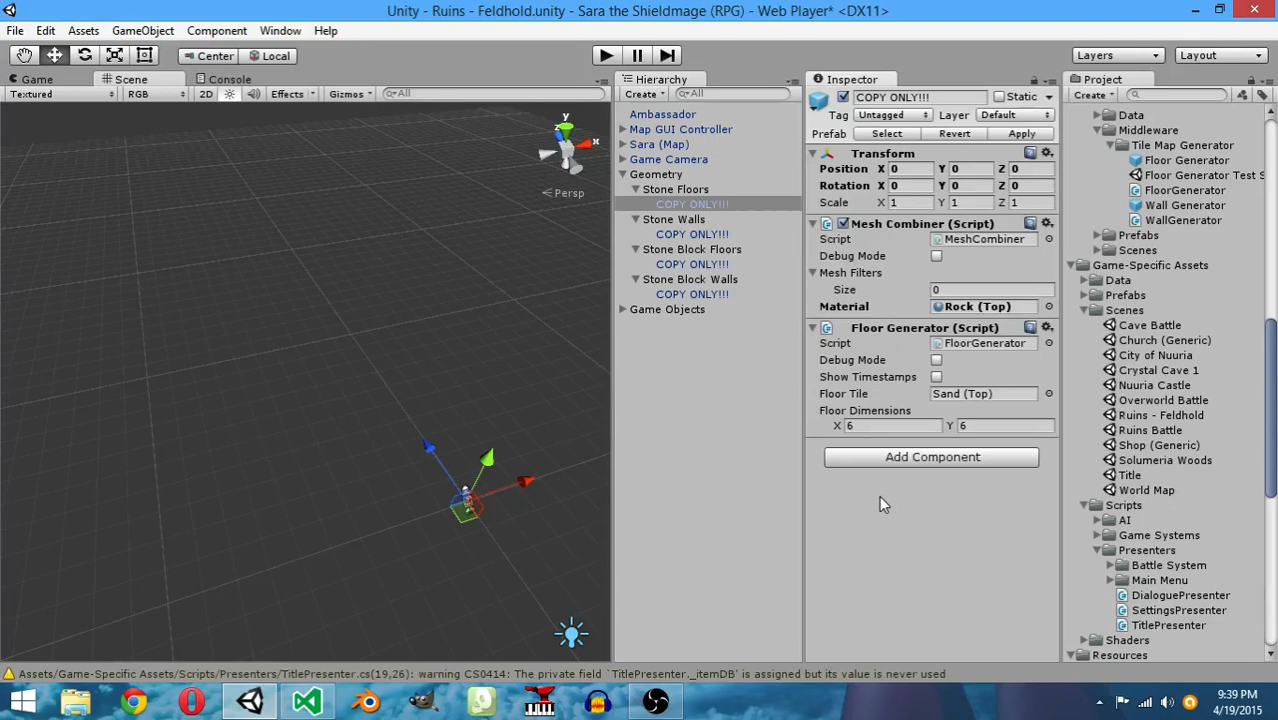 Unity - Ruins - Feldhold.unity - Sara the Shieldmage (RPG) - Web Player* <DX11>
File Edit Assets GameObject Component Window Help
Center Local Layers Layout
Game Scene Console
Textured RGB 2D Effects Gizmos All
y
z
x
Persp
Hierarchy
Create All
Ambassador
Map GUI Controller
Sara (Map)
Game Camera
Geometry
Stone Floors
COPY ONLY!!!
Stone Walls
COPY ONLY!!!
Stone Block Floors
COPY ONLY!!!
Stone Block Walls
COPY ONLY!!!
Game Objects
Inspector
COPY ONLY!!! Static
Tag Untagged Layer Default
Prefab Select Revert Apply
Transform
Position X 0 Y 0 Z 0
Rotation X 0 Y 0 Z 0
Scale X 1 Y 1 Z 1
Mesh Combiner (Script)
Script MeshCombiner
Debug Mode
Mesh Filters
Size 0
Material Rock (Top)
Floor Generator (Script)
Script FloorGenerator
Debug Mode
Show Timestamps
Floor Tile Sand (Top)
Floor Dimensions
X 6 Y 6
Add Component
Project
Create
Data
Middleware
Tile Map Generator
Floor Generator
Floor Generator Test S
FloorGenerator
Wall Generator
WallGenerator
Prefabs
Scenes
Game-Specific Assets
Data
Prefabs
Scenes
Cave Battle
Church (Generic)
City of Nuuria
Crystal Cave 1
Nuuria Castle
Overworld Battle
Ruins - Feldhold
Ruins Battle
Shop (Generic)
Solumeria Woods
Title
World Map
Scripts
AI
Game Systems
Presenters
Battle System
Main Menu
DialoguePresenter
SettingsPresenter
TitlePresenter
Shaders
Resources
Assets/Game-Specific Assets/Scripts/Presenters/TitlePresenter.cs(19,26): warning CS0414: The private field `TitlePresenter._itemDB' is assigned but its value is never used
9:39 PM
4/19/2015